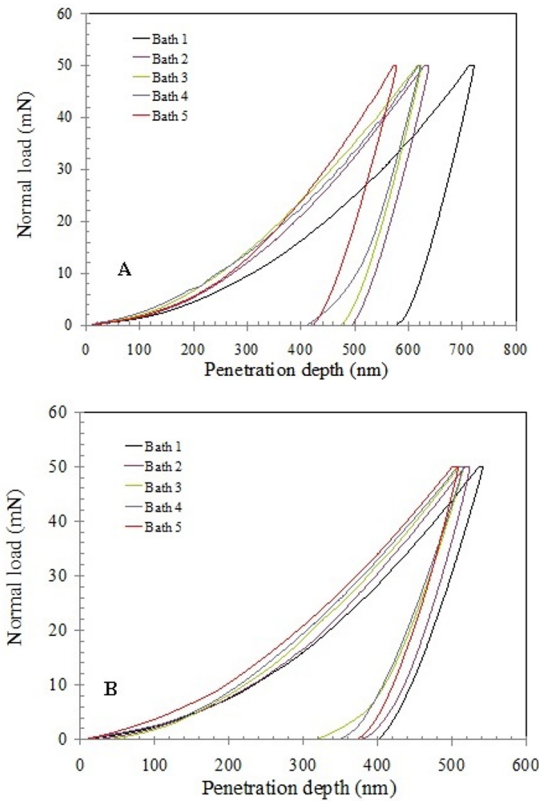 60
50
40
30
20
10
0
Normal load (mN)
Bath 1
Bath 2
Bath 3
Bath 4
Bath 5
A
0 100 200 300 400 500 600 700 800
Penetration depth (nm)
60
50
40
30
20
10
0
Normal load (mN)
Bath 1
Bath 2
Bath 3
Bath 4
Bath 5
B
0 100 200 300 400 500 600
Penetration depth (nm)